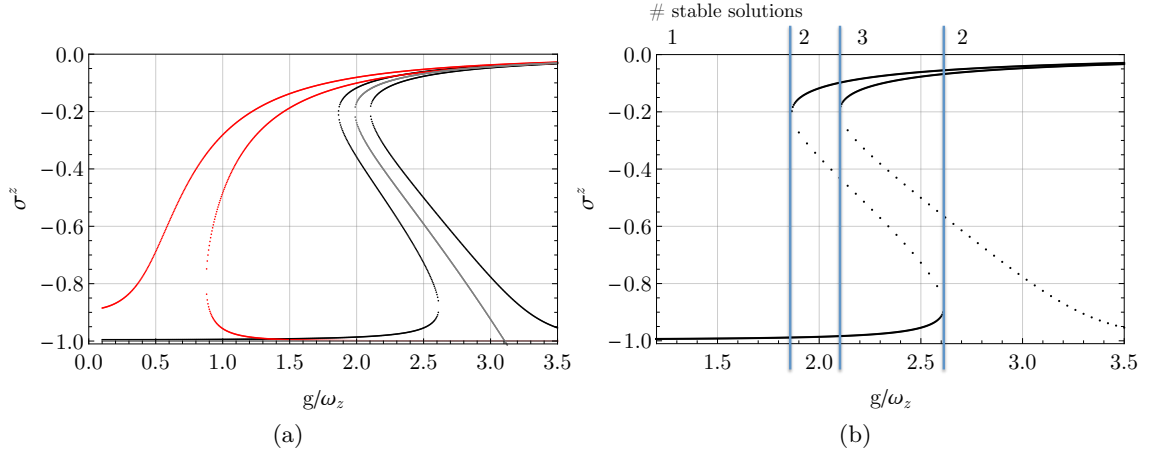 # stable solutions
1 2 3 2
0.0
−0.2
−0.4
−0.6
−0.8
−1.0
σᶻ
0.0 0.5 1.0 1.5 2.0 2.5 3.0 3.5
g/ω_z
(a)
0.0
−0.2
−0.4
−0.6
−0.8
−1.0
σᶻ
1.5 2.0 2.5 3.0 3.5
g/ω_z
(b)